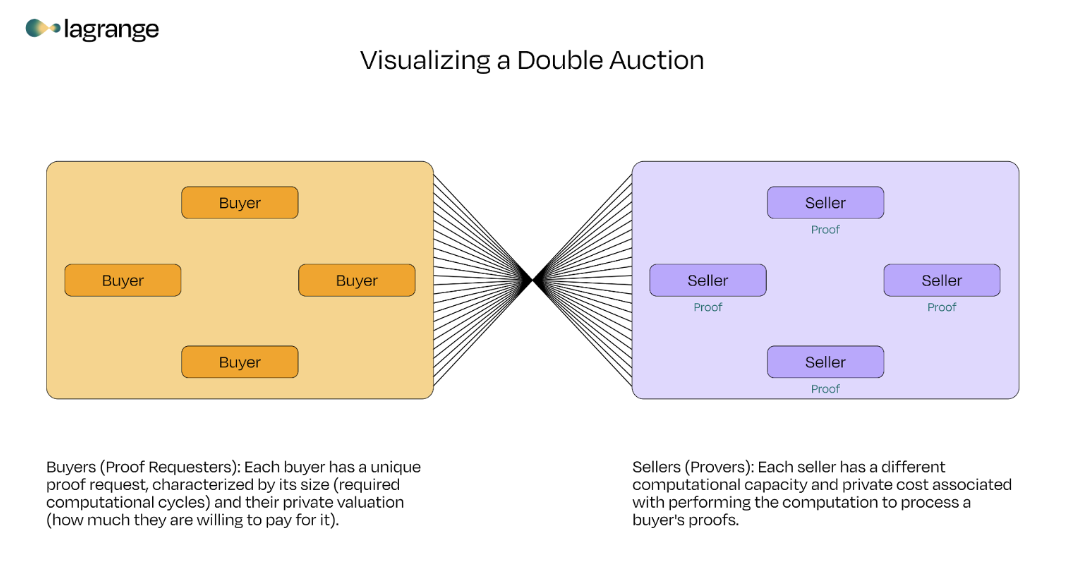 lagrange
Visualizing a Double Auction
Buyer
Buyer
Buyer
Buyer
Seller
Proof
Seller
Proof
Seller
Proof
Seller
Proof
Buyers (Proof Requesters): Each buyer has a unique
proof request, characterized by its size (required
computational cycles) and their private valuation
(how much they are willing to pay for it).
Sellers (Provers): Each seller has a different
computational capacity and private cost associated
with performing the computation to process a
buyer's proofs.